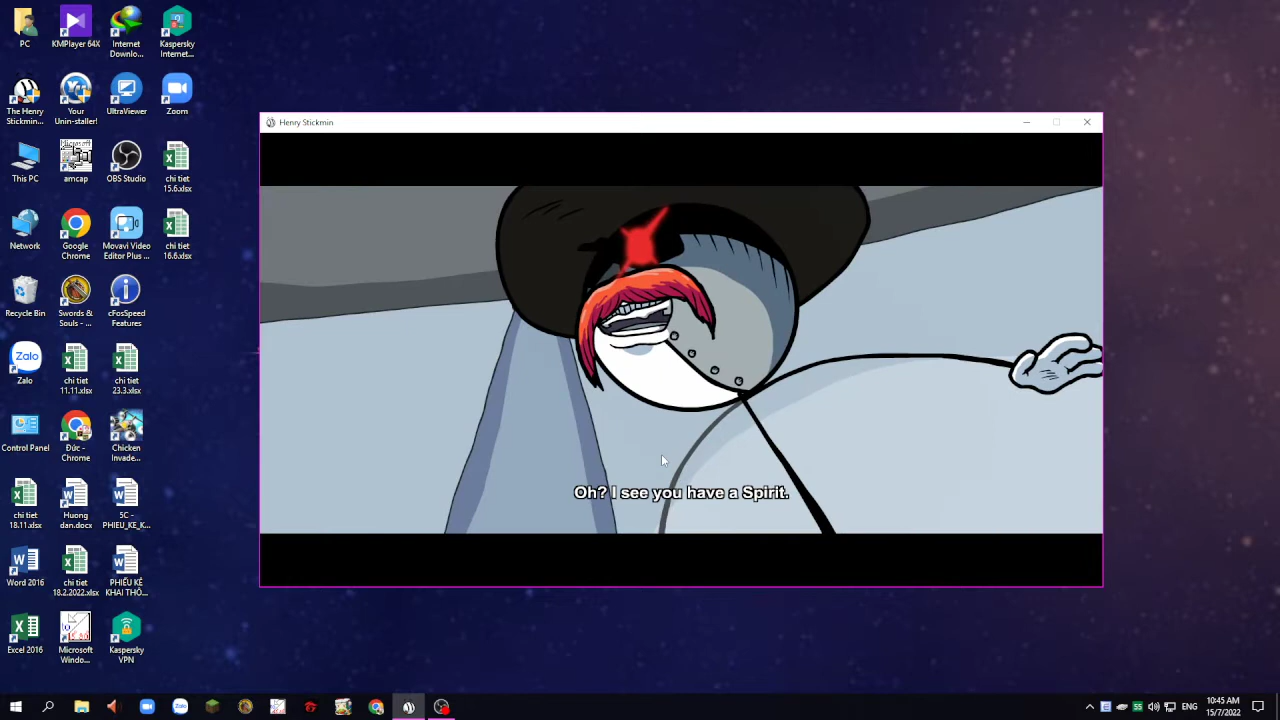 PC
KMPlayer 64X
Internet
Downlo...
Kaspersky
Internet...
The Henry
Stickmin...
Your
Unin-staller!
UltraViewer
Zoom
This PC
amcap
OBS Studio
chi tiet
15.6.xlsx
Network
Google
Chrome
Movavi Video
Editor Plus ...
chi tiet
16.6.xlsx
Recycle Bin
Swords &
Souls - ...
cFosSpeed
Features
Zalo
Zalo
chi tiet
11.11.xlsx
chi tiet
23.3.xlsx
Control Panel
Đức -
Chrome
Chicken
Invade...
chi tiet
18.11.xlsx
Huong
dan.docx
5C -
PHIEU_KE_K...
Word 2016
chi tiet
18.2.2022.xlsx
PHIẾU KÊ
KHAI THÔ...
Excel 2016
Microsoft
Windo...
Kaspersky
VPN
Henry Stickmin
Oh? I see you have a Spirit.
ENG
10:45 AM
15/7/2022